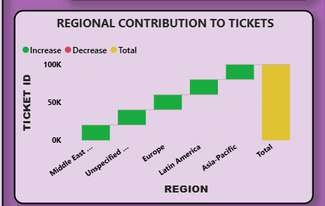 REGIONAL CONTRIBUTION TO TICKETS
Increase Decrease Total
100K
50K
0K
TICKET ID
Middle East ...
Unspecified ...
Europe
Latin America
Asia-Pacific
Total
REGION